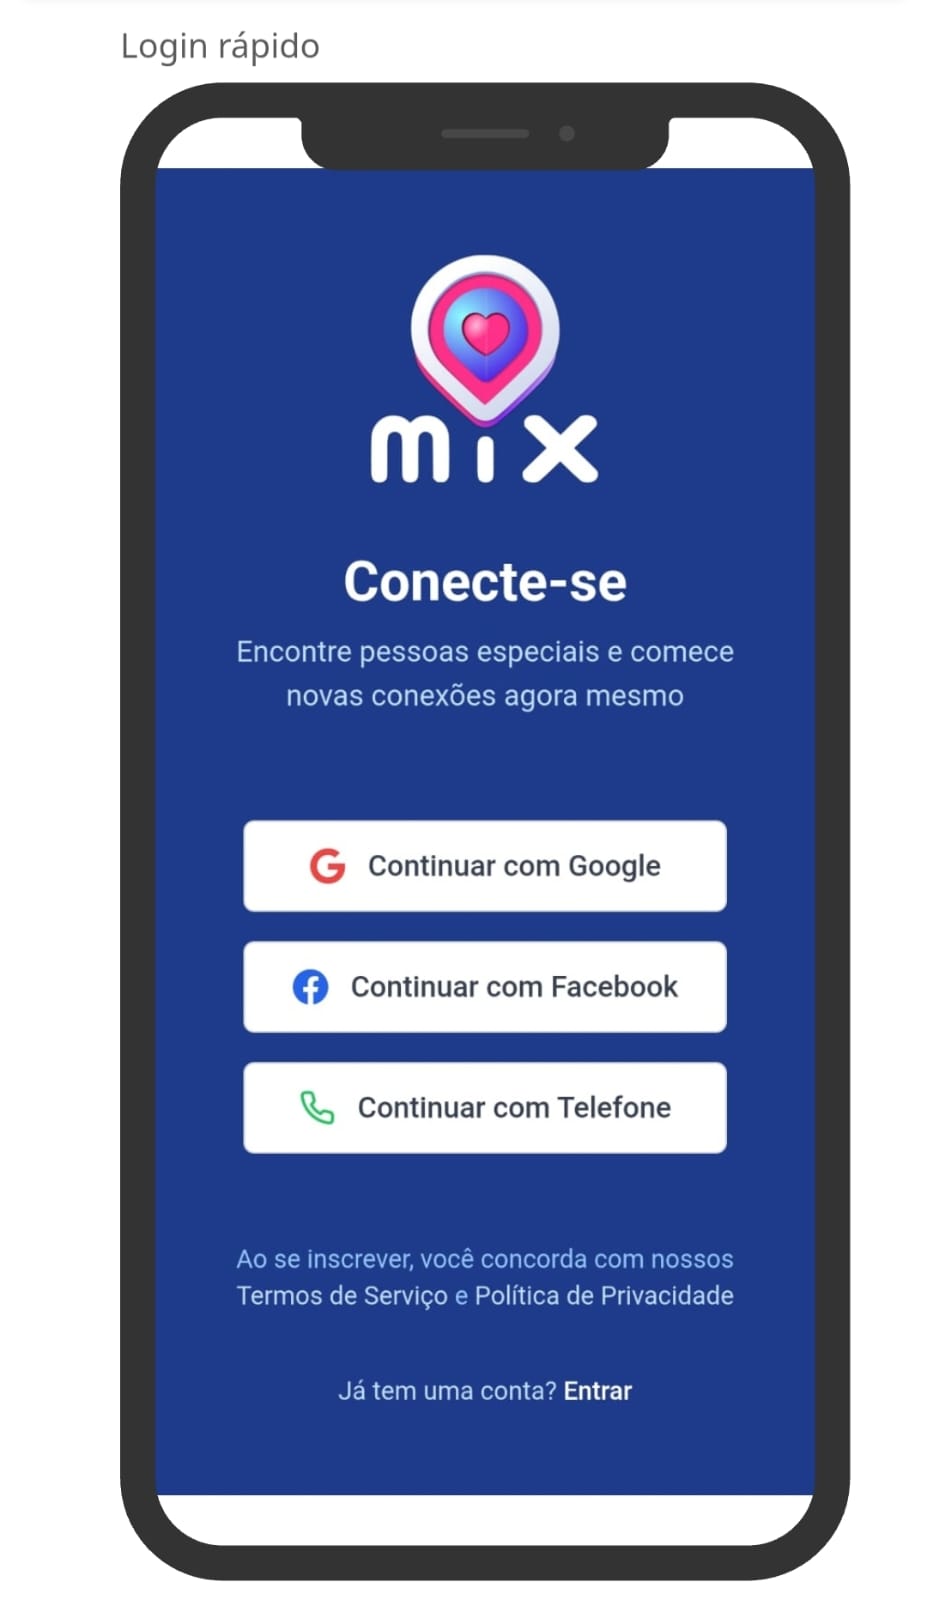 Login rápido
mix
Conecte-se
Encontre pessoas especiais e comece
novas conexões agora mesmo
Continuar com Google
Continuar com Facebook
Continuar com Telefone
Ao se inscrever, você concorda com nossos
Termos de Serviço e Política de Privacidade
Já tem uma conta? Entrar